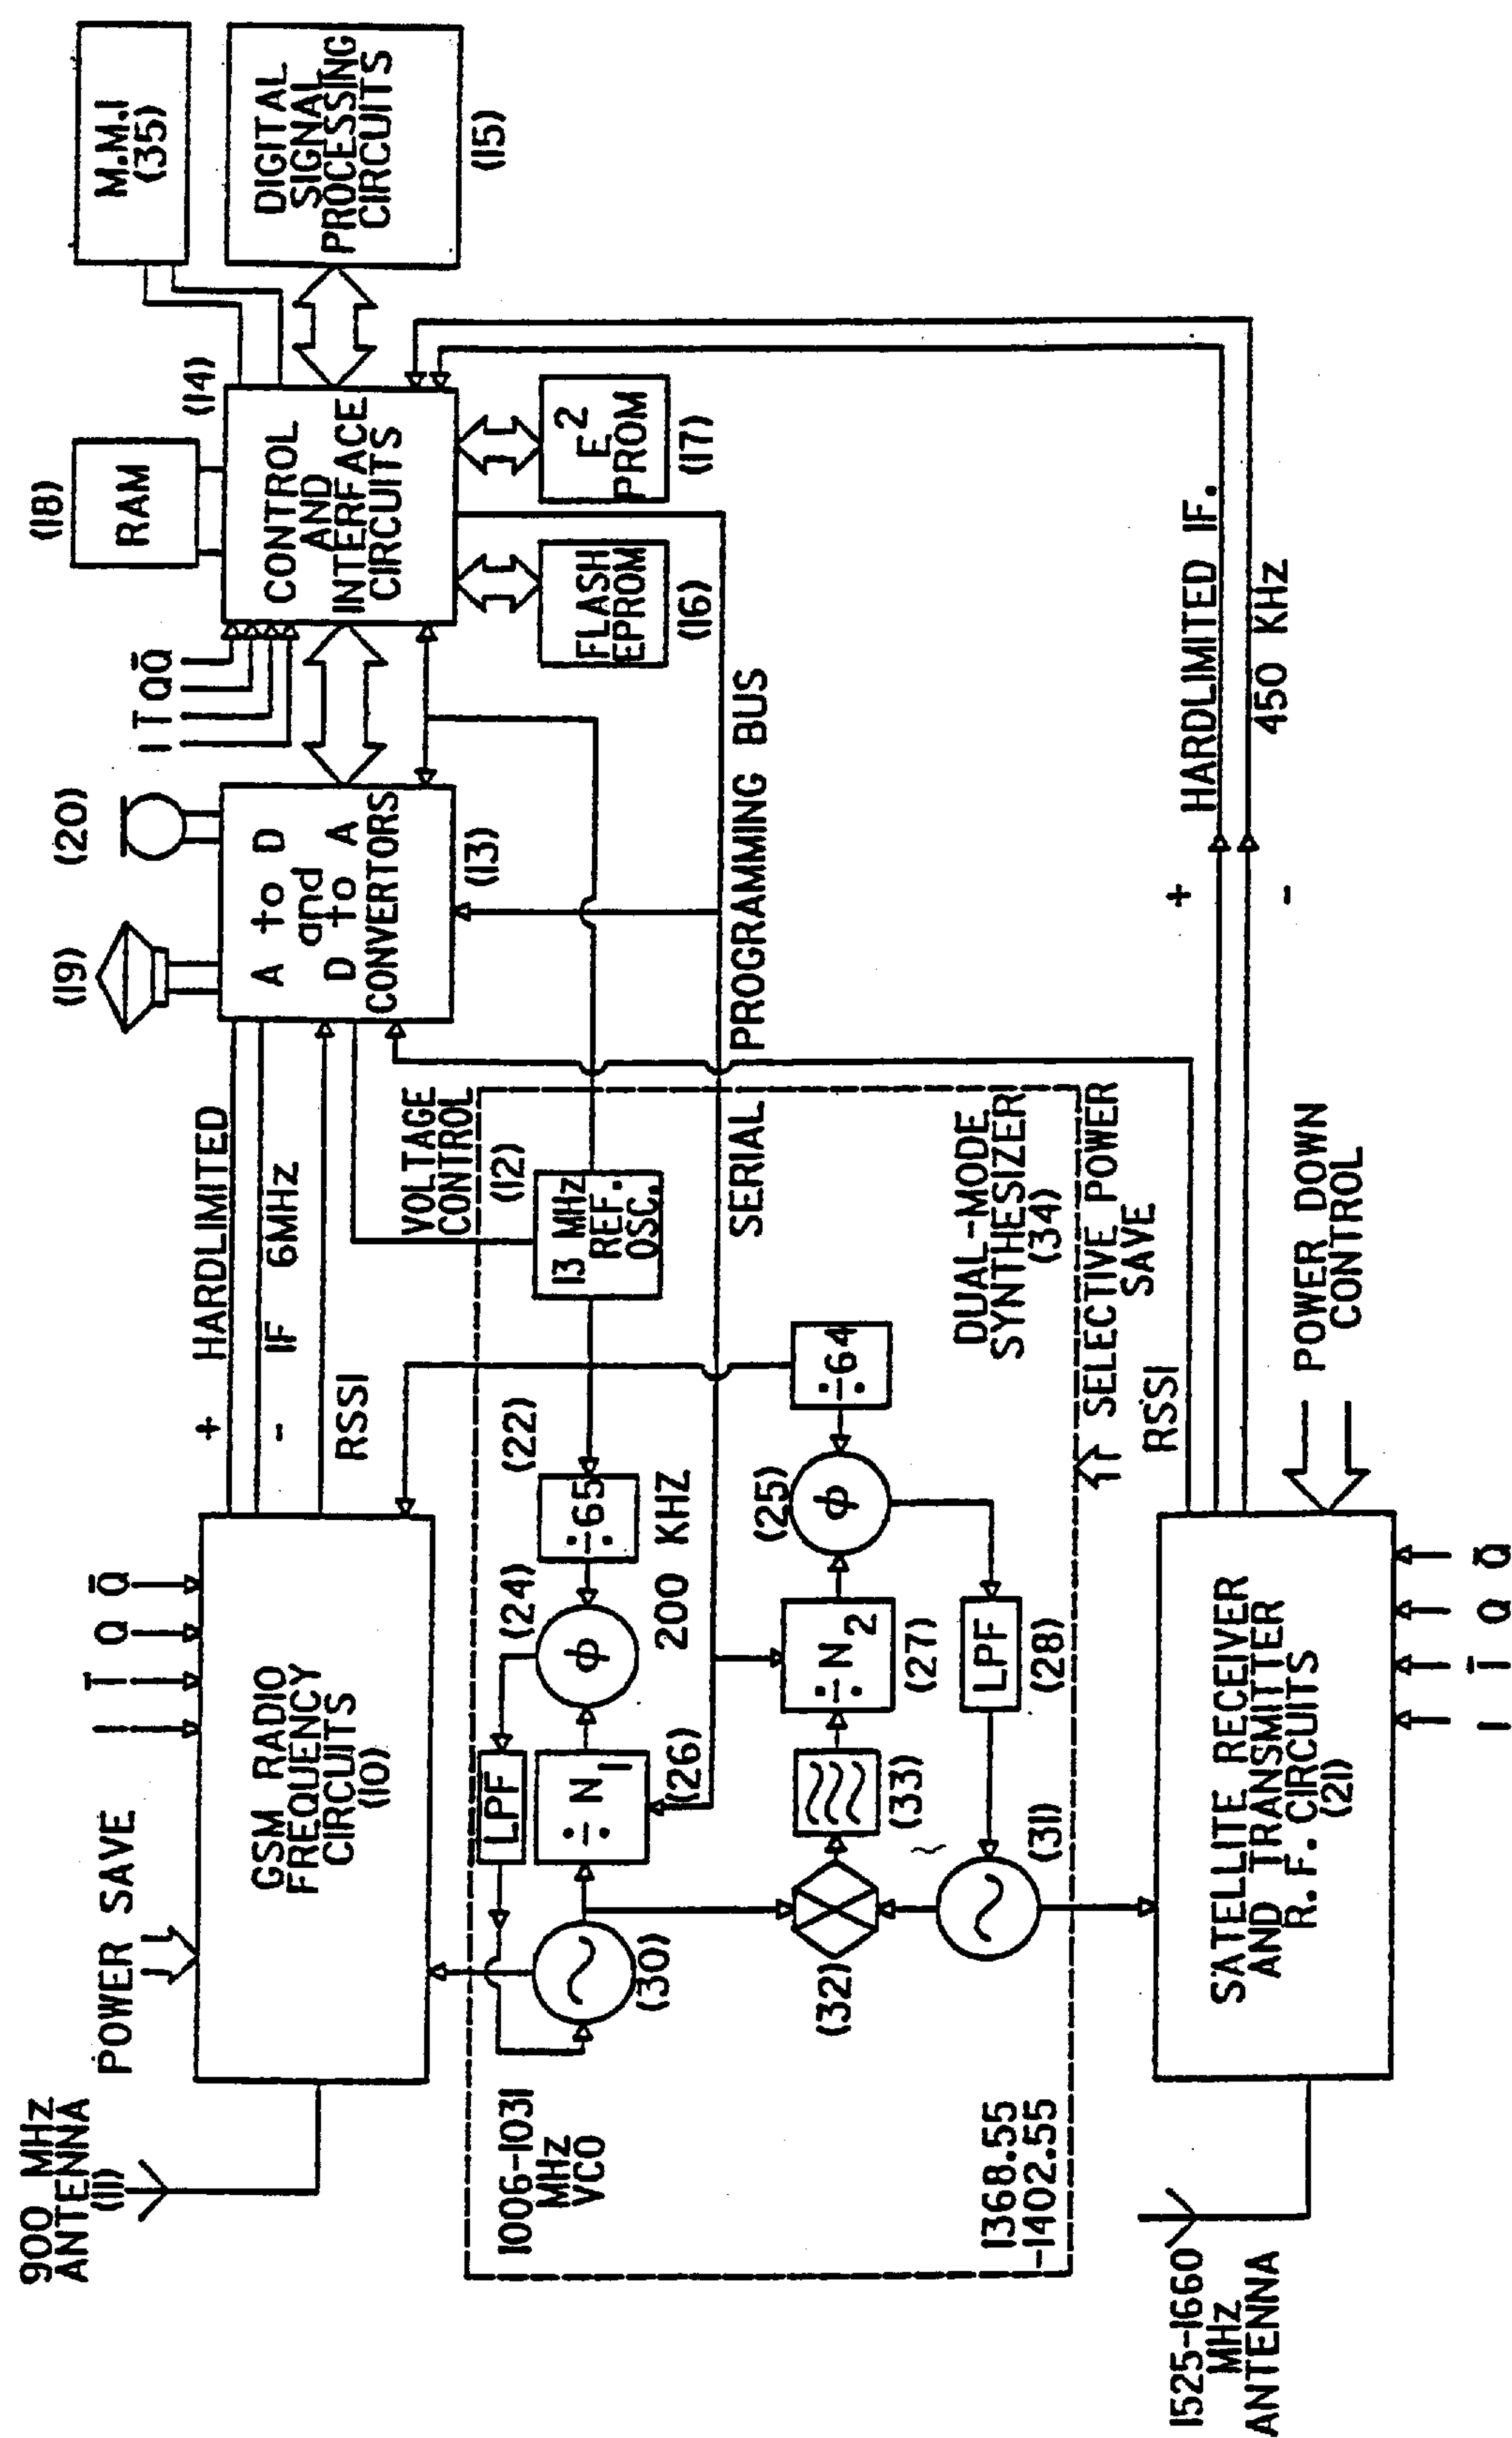 900 MHz
ANTENNA
(11)
POWER SAVE
I
Ī
Q
Q̄
GSM RADIO
FREQUENCY
CIRCUITS
(10)
+ HARDLIMITED
- IF 6MHz
RSSI
VOLTAGE
CONTROL
(19)
(20)
A to D
and
D to A
CONVERTORS
(13)
I T Q Q̄
(18)
RAM
(14)
CONTROL
AND
INTERFACE
CIRCUITS
M.M.I
(35)
DIGITAL
SIGNAL
PROCESSING
CIRCUITS
(15)
FLASH
EPROM
(16)
E2
PROM
(17)
1006-1031
MHz
VCO
(30)
LPF
÷ N1
(26)
(24)
ϕ
÷65
(22)
200 KHZ
(12)
13 MHz
REF.
OSC.
SERIAL PROGRAMMING BUS
(32)
(33)
÷N2
(27)
(25)
ϕ
÷64
LPF
(28)
(31)
1368.55
-1402.55
DUAL-MODE
SYNTHESIZER
(34)
SELECTIVE POWER
SAVE
RSSI
+ HARDLIMITED IF.
- 450 KHz
1525-1660
MHz
ANTENNA
SATELLITE RECEIVER
AND TRANSMITTER
R.F. CIRCUITS
(21)
POWER DOWN
CONTROL
I Ī Q Q̄